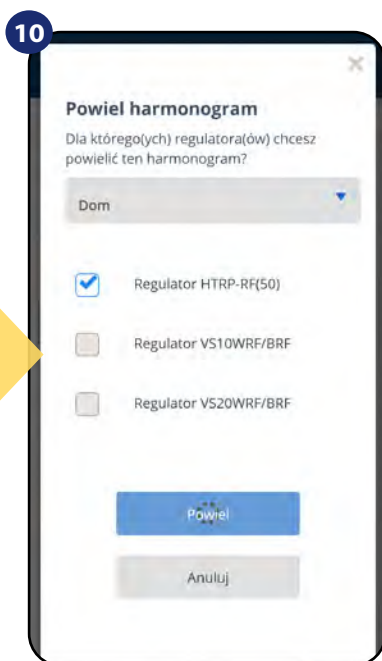 10
Powiel harmonogram
Dla którego(ych) regulatora(ów) chcesz
powielić ten harmonogram?
Dom
Regulator HTRP-RF(50)
Regulator VS10WRF/BRF
Regulator VS20WRF/BRF
Powiel
Anuluj